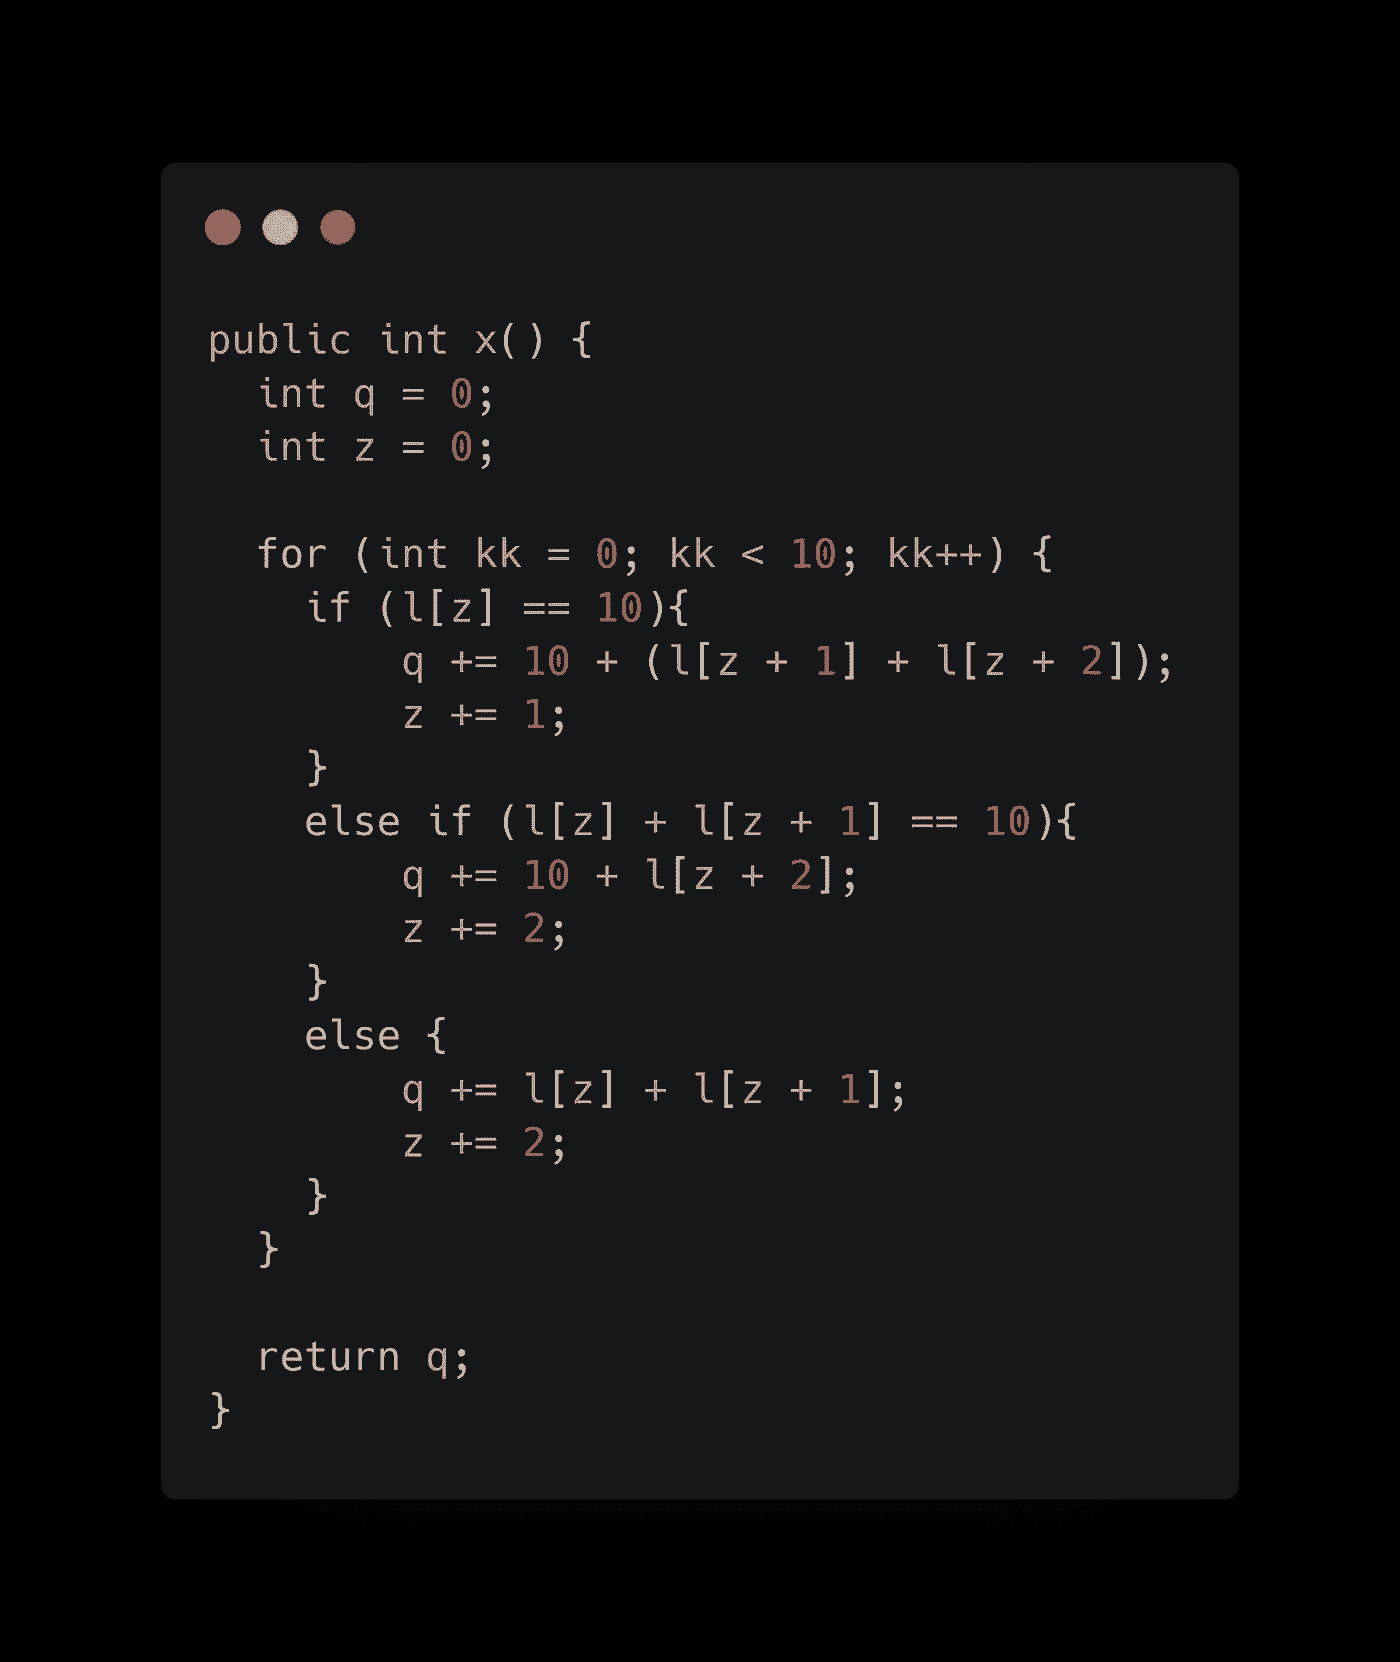 public int x() {
  int q = 0;
  int z = 0;

  for (int kk = 0; kk < 10; kk++) {
    if (l[z] == 10){
        q += 10 + (l[z + 1] + l[z + 2]);
        z += 1;
    }
    else if (l[z] + l[z + 1] == 10){
        q += 10 + l[z + 2];
        z += 2;
    }
    else {
        q += l[z] + l[z + 1];
        z += 2;
    }
  }

  return q;
}